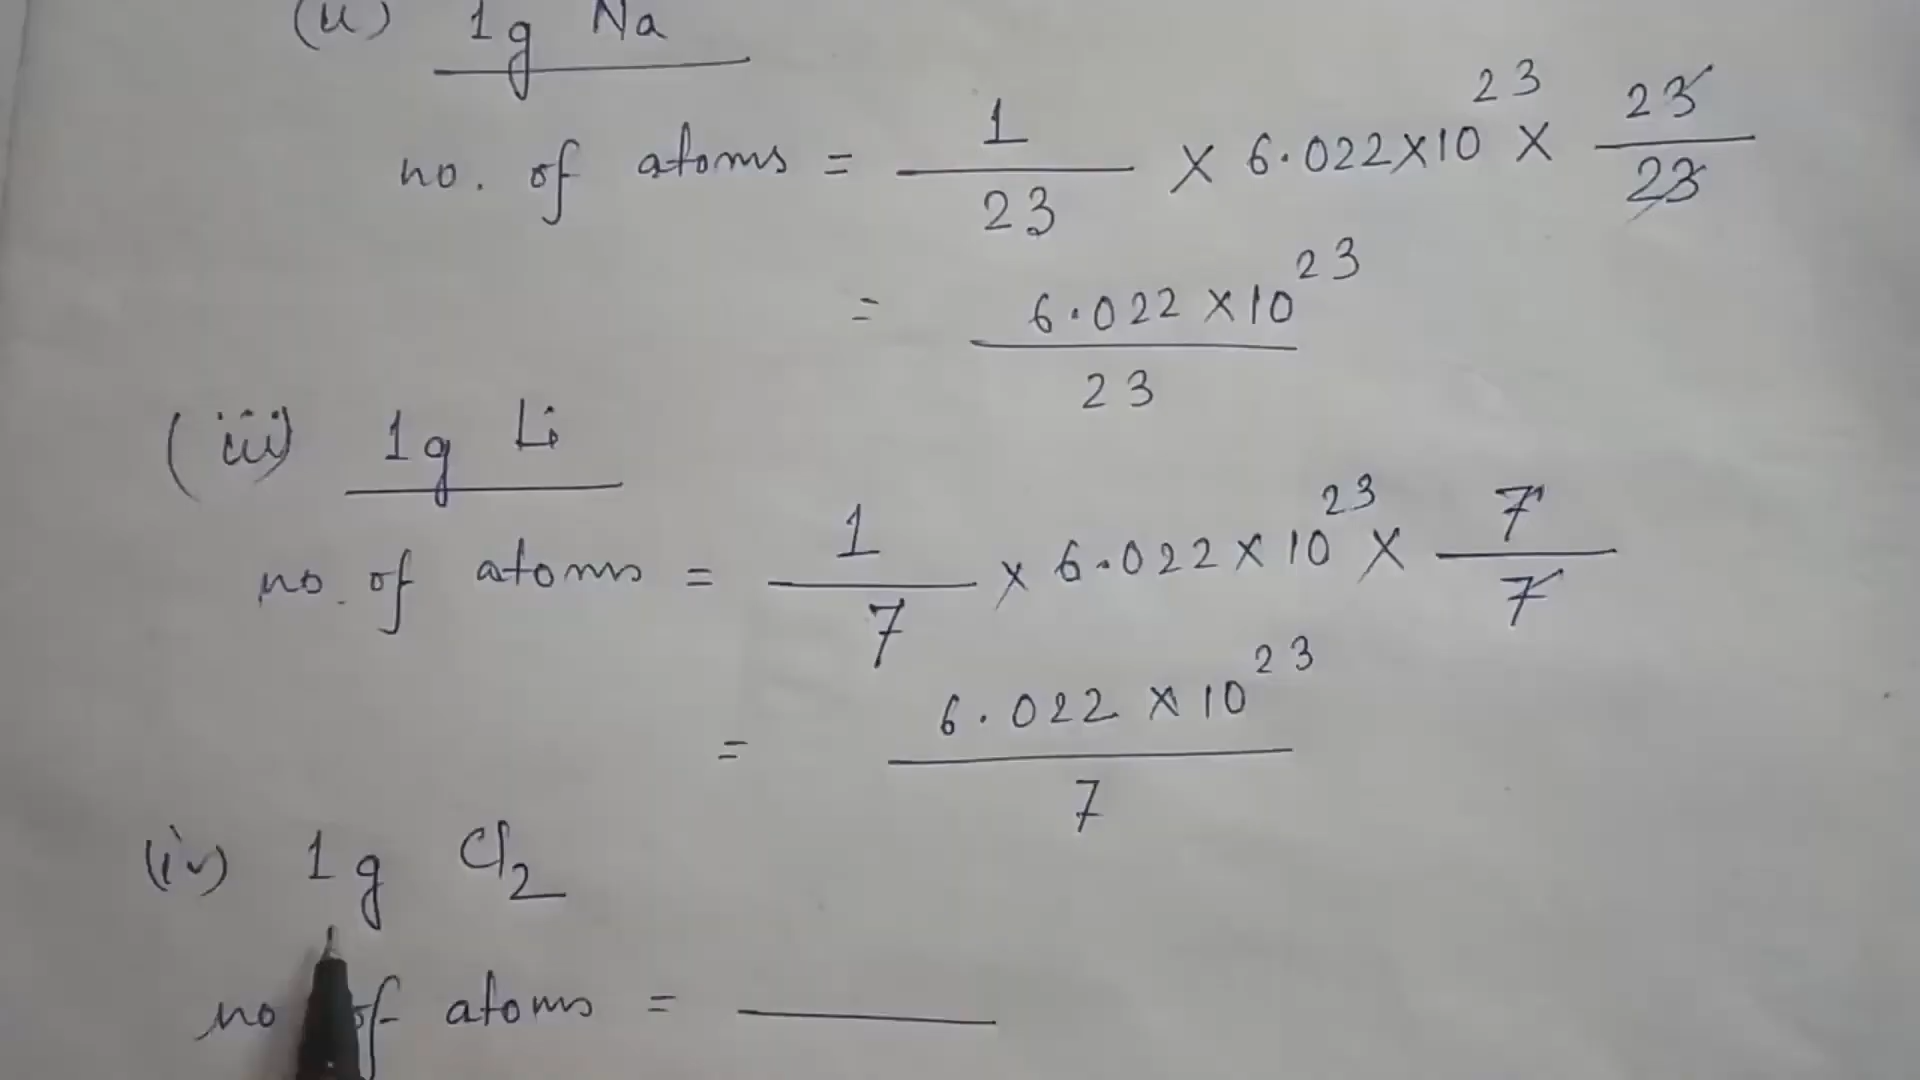 (ii) 1g Na
no. of atoms = 1/23 × 6.022×10^23 × 23/23
= 6.022×10^23/23
(iii) 1g Li
no. of atoms = 1/7 × 6.022×10^23 × 7/7
= 6.022×10^23/7
(iv) 1g Cl₂
no of atoms =